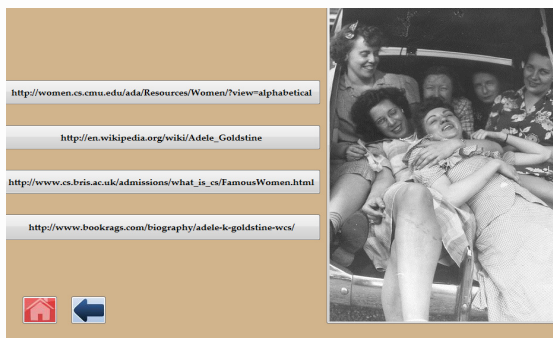 http://women.cs.cmu.edu/ada/Resources/Women/?view=alphabetical
http://en.wikipedia.org/wiki/Adele_Goldstine
http://www.cs.bris.ac.uk/admissions/what_is_cs/FamousWomen.html
http://www.bookrags.com/biography/adele-k-goldstine-wcs/